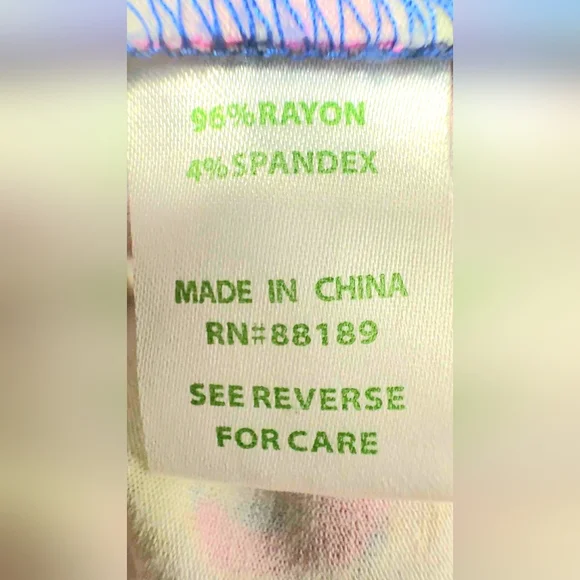 96%RAYON
4%SPANDEX
MADE IN CHINA
RN#88189
SEE REVERSE
FOR CARE